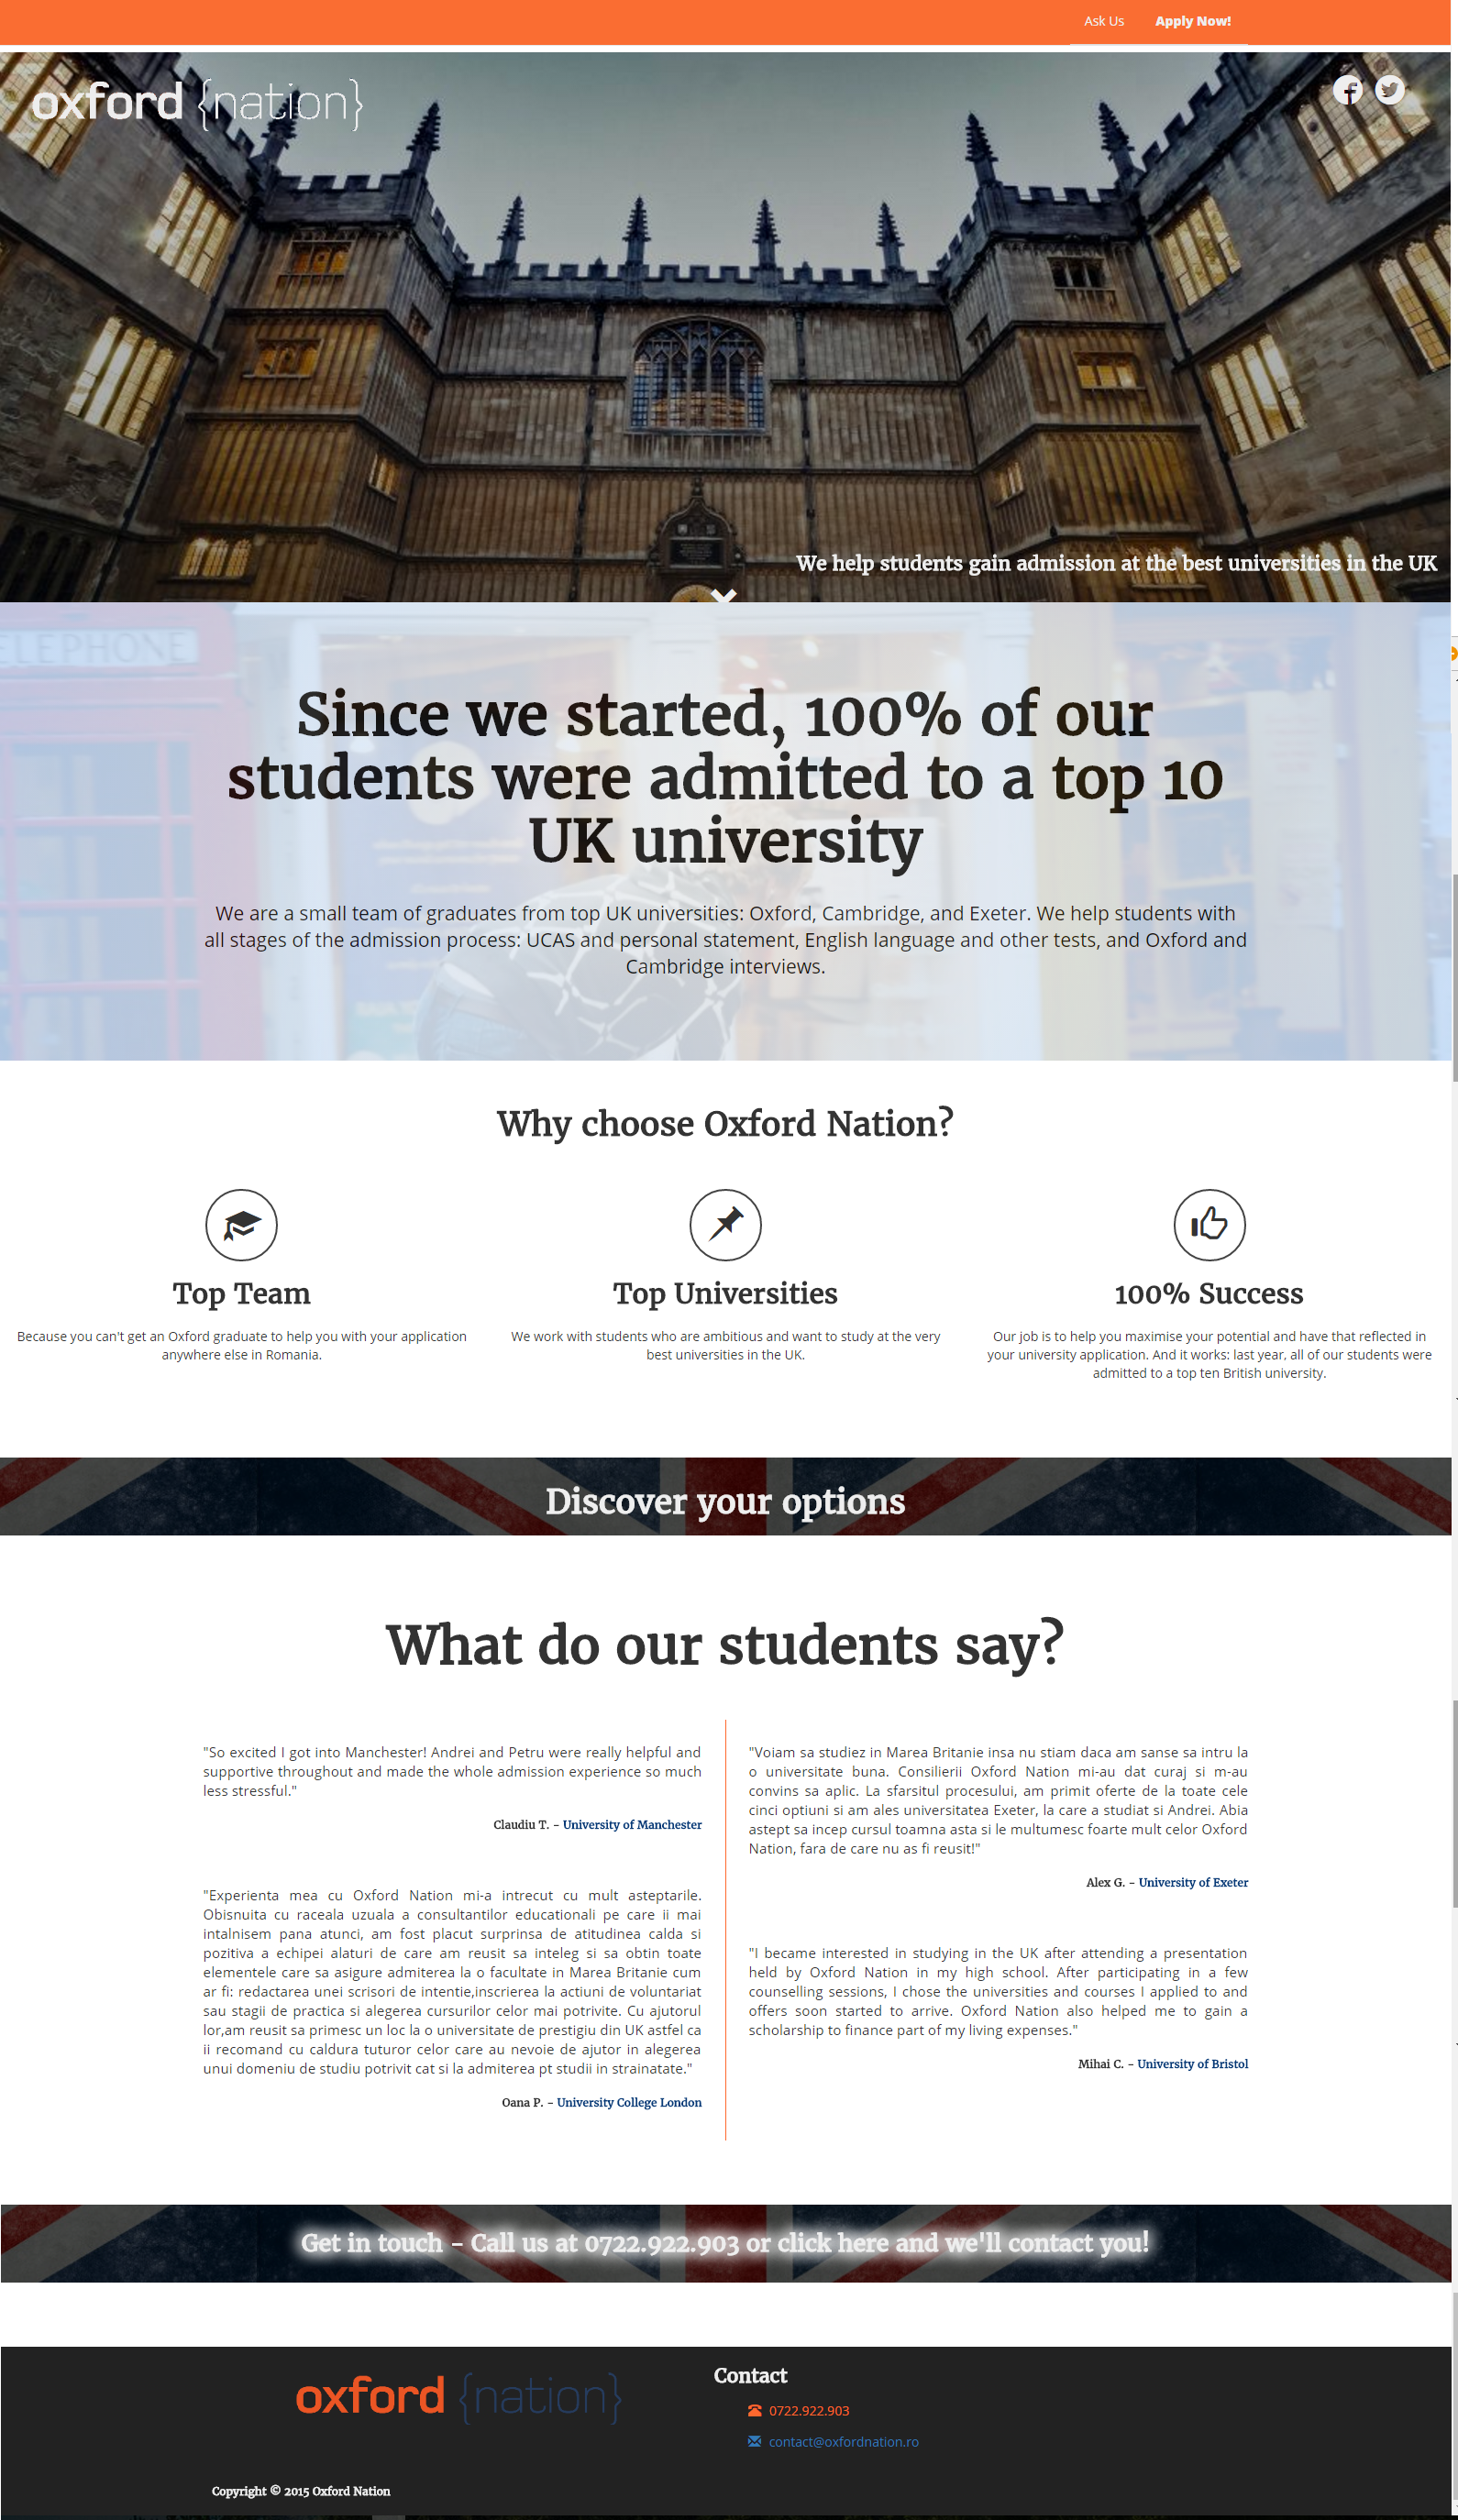 Ask Us Apply Now!
oxford {nation}
We help students gain admission at the best universities in the UK
ELEPHONE
Since we started, 100% of our
students were admitted to a top 10
UK university
We are a small team of graduates from top UK universities: Oxford, Cambridge, and Exeter. We help students with
all stages of the admission process: UCAS and personal statement, English language and other tests, and Oxford and
Cambridge interviews.
Why choose Oxford Nation?
Top Team
Because you can't get an Oxford graduate to help you with your application
anywhere else in Romania.
Top Universities
We work with students who are ambitious and want to study at the very
best universities in the UK.
100% Success
Our job is to help you maximise your potential and have that reflected in
your university application. And it works: last year, all of our students were
admitted to a top ten British university.
Discover your options
What do our students say?
"So excited I got into Manchester! Andrei and Petru were really helpful and
supportive throughout and made the whole admission experience so much
less stressful."
Claudiu T. - University of Manchester
"Experienta mea cu Oxford Nation mi-a intrecut cu mult asteptarile.
Obisnuita cu raceala uzuala a consultantilor educationali pe care ii mai
intalnisem pana atunci, am fost placut surprinsa de atitudinea calda si
pozitiva a echipei alaturi de care am reusit sa inteleg si sa obtin toate
elementele care sa asigure admiterea la o facultate in Marea Britanie cum
ar fi: redactarea unei scrisori de intentie,inscrierea la actiuni de voluntariat
sau stagii de practica si alegerea cursurilor celor mai potrivite. Cu ajutorul
lor,am reusit sa primesc un loc la o universitate de prestigiu din UK astfel ca
ii recomand cu caldura tuturor celor care au nevoie de ajutor in alegerea
unui domeniu de studiu potrivit cat si la admiterea pt studii in strainatate."
Oana P. - University College London
"Voiam sa studiez in Marea Britanie insa nu stiam daca am sanse sa intru la
o universitate buna. Consilierii Oxford Nation mi-au dat curaj si m-au
convins sa aplic. La sfarsitul procesului, am primit oferte de la toate cele
cinci optiuni si am ales universitatea Exeter, la care a studiat si Andrei. Abia
astept sa incep cursul toamna asta si le multumesc foarte mult celor Oxford
Nation, fara de care nu as fi reusit!"
Alex G. - University of Exeter
"I became interested in studying in the UK after attending a presentation
held by Oxford Nation in my high school. After participating in a few
counselling sessions, I chose the universities and courses I applied to and
offers soon started to arrive. Oxford Nation also helped me to gain a
scholarship to finance part of my living expenses."
Mihai C. - University of Bristol
Get in touch - Call us at 0722.922.903 or click here and we'll contact you!
oxford {nation}
Contact
0722.922.903
contact@oxfordnation.ro
Copyright © 2015 Oxford Nation